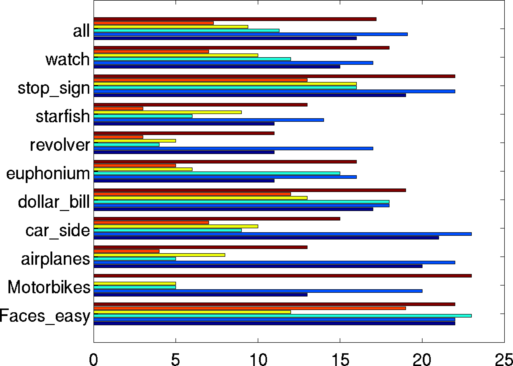 all
watch
stop_sign
starfish
revolver
euphonium
dollar_bill
car_side
airplanes
Motorbikes
Faces_easy
0 5 10 15 20 25